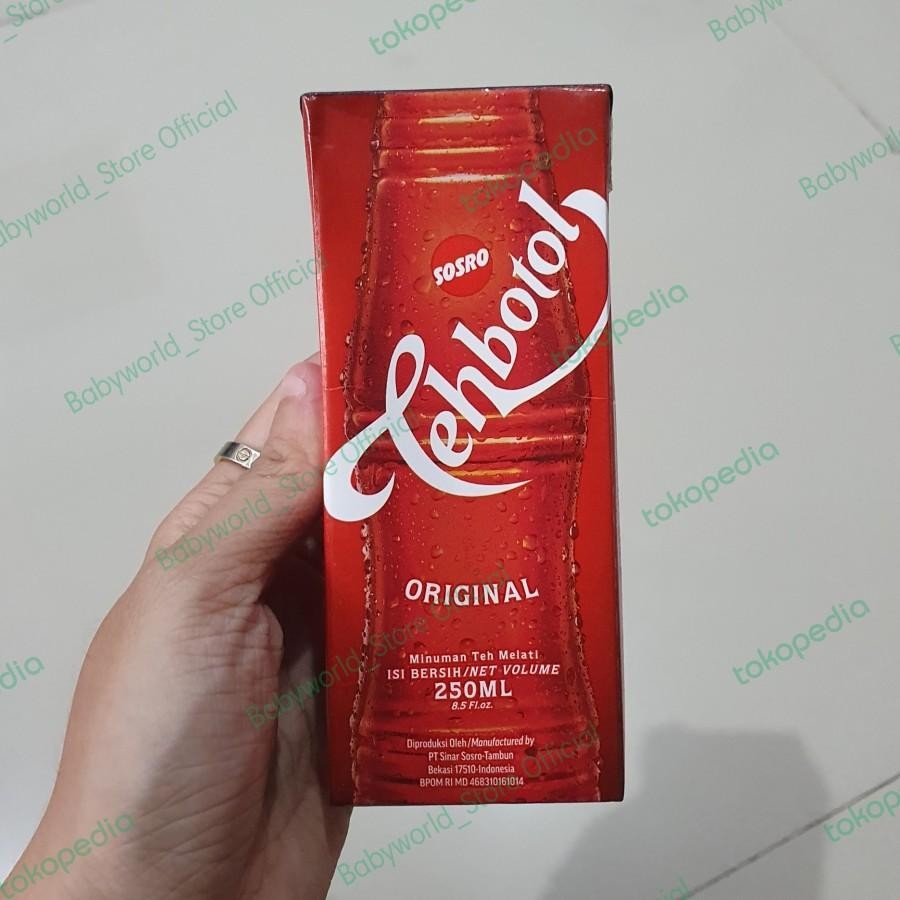 SOSRO
Tehbotol
ORIGINAL
Minuman Teh Melati
ISI BERSIH/NET VOLUME
250ML
8.5 Fl.oz.
Diproduksi Oleh/Manufactured by
PT Sinar Sosro-Tambun
Bekasi 17510-Indonesia
BPOM RI MD 468310161014
Babyworld_Store Official
tokopedia